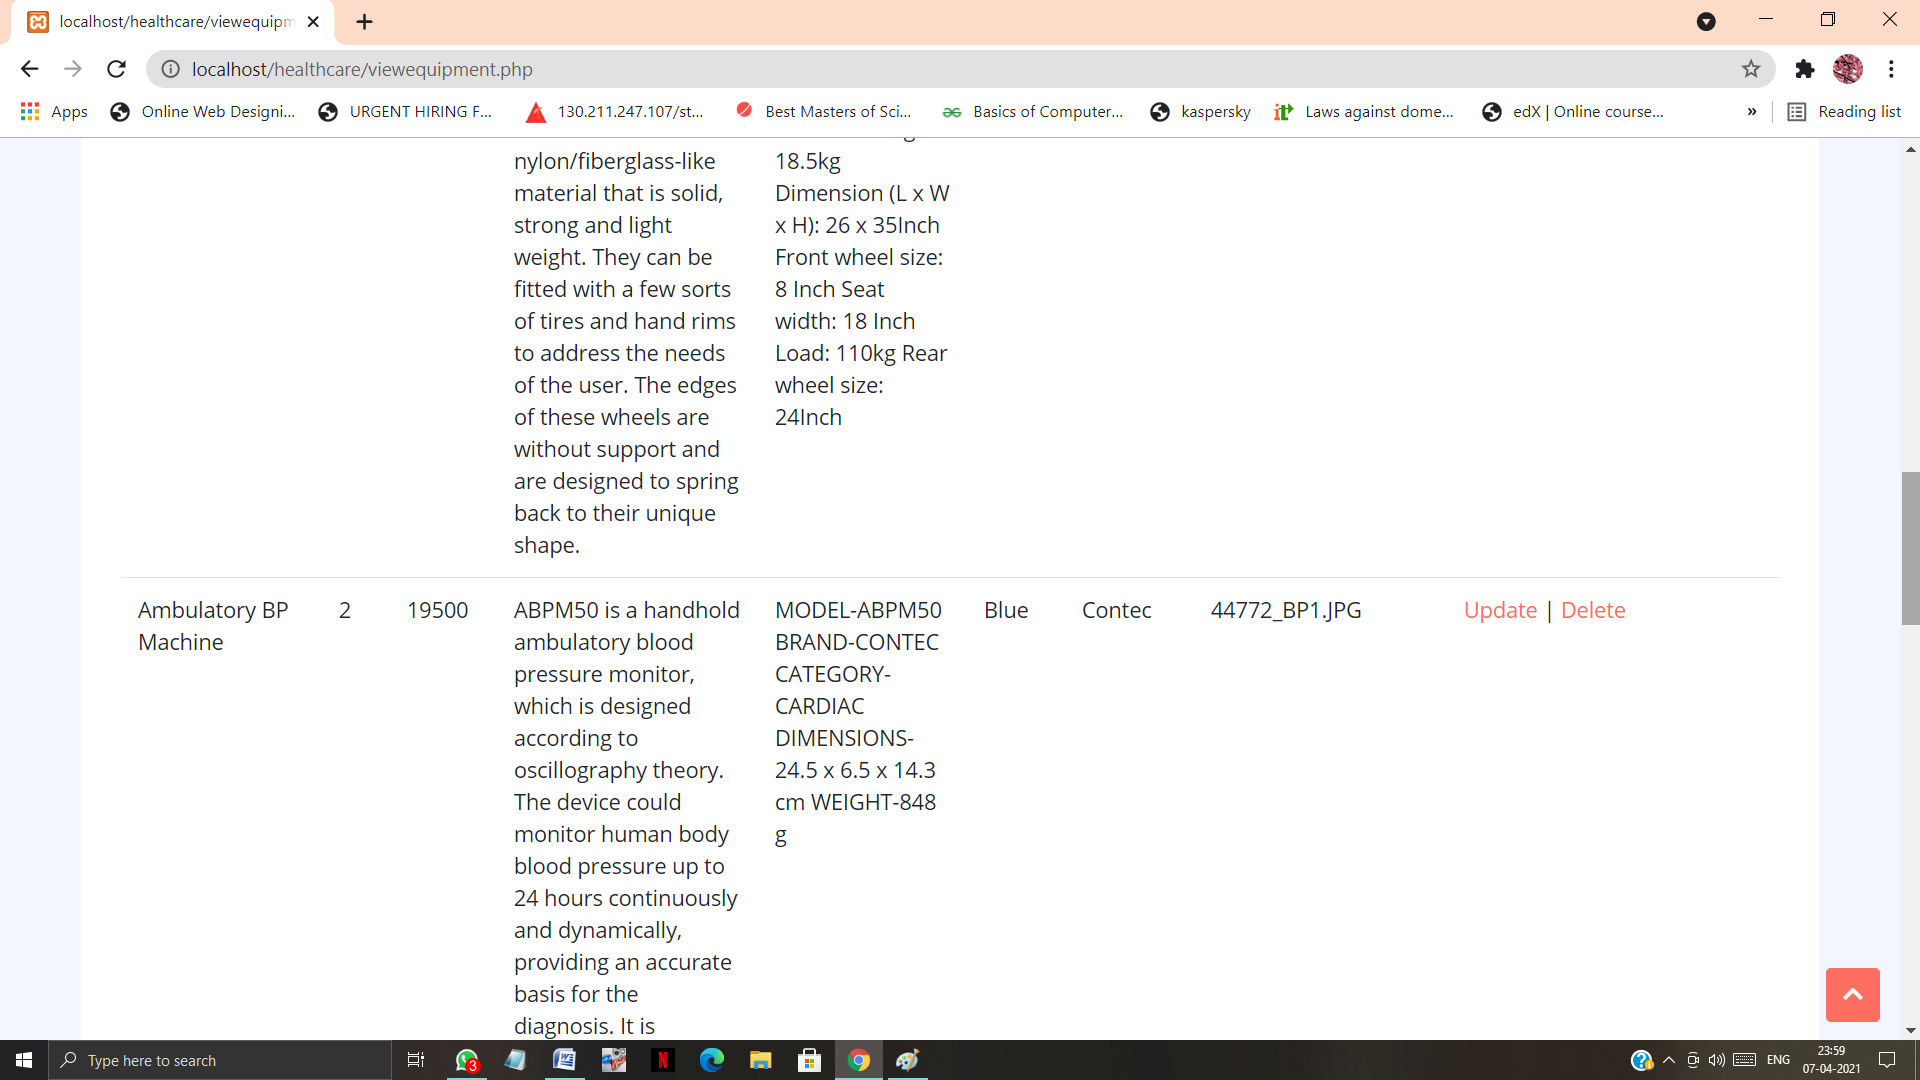 localhost/healthcare/viewequipm
localhost/healthcare/viewequipment.php
Apps
Online Web Designi...
URGENT HIRING F...
130.211.247.107/st...
Best Masters of Sci...
Basics of Computer...
kaspersky
Laws against dome...
edX | Online course...
»
Reading list
nylon/fiberglass-like
material that is solid,
strong and light
weight. They can be
fitted with a few sorts
of tires and hand rims
to address the needs
of the user. The edges
of these wheels are
without support and
are designed to spring
back to their unique
shape.
18.5kg
Dimension (L x W
x H): 26 x 35Inch
Front wheel size:
8 Inch Seat
width: 18 Inch
Load: 110kg Rear
wheel size:
24Inch
Ambulatory BP
Machine
2
19500
ABPM50 is a handhold
ambulatory blood
pressure monitor,
which is designed
according to
oscillography theory.
The device could
monitor human body
blood pressure up to
24 hours continuously
and dynamically,
providing an accurate
basis for the
diagnosis. It is
MODEL-ABPM50
BRAND-CONTEC
CATEGORY-
CARDIAC
DIMENSIONS-
24.5 x 6.5 x 14.3
cm WEIGHT-848
g
Blue
Contec
44772_BP1.JPG
Update | Delete
Type here to search
3
ENG
23:59
07-04-2021